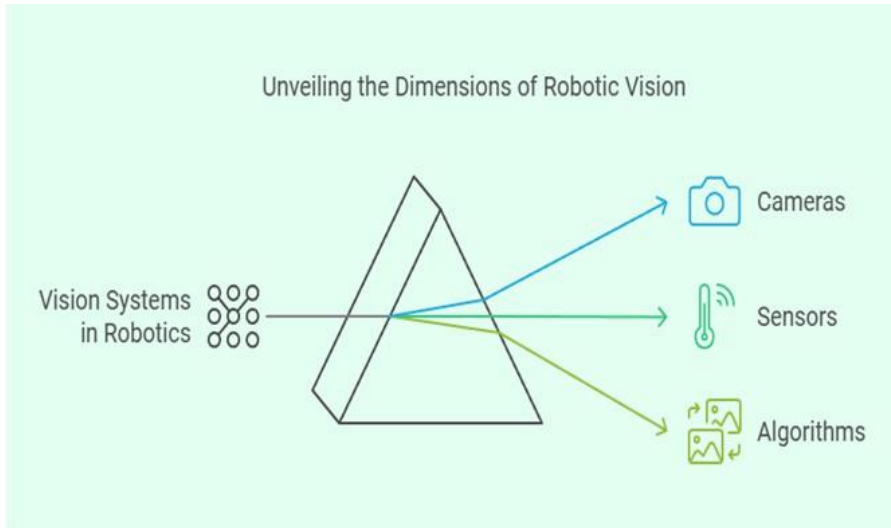 Unveiling the Dimensions of Robotic Vision
Cameras
Vision Systems
in Robotics
Sensors
Algorithms